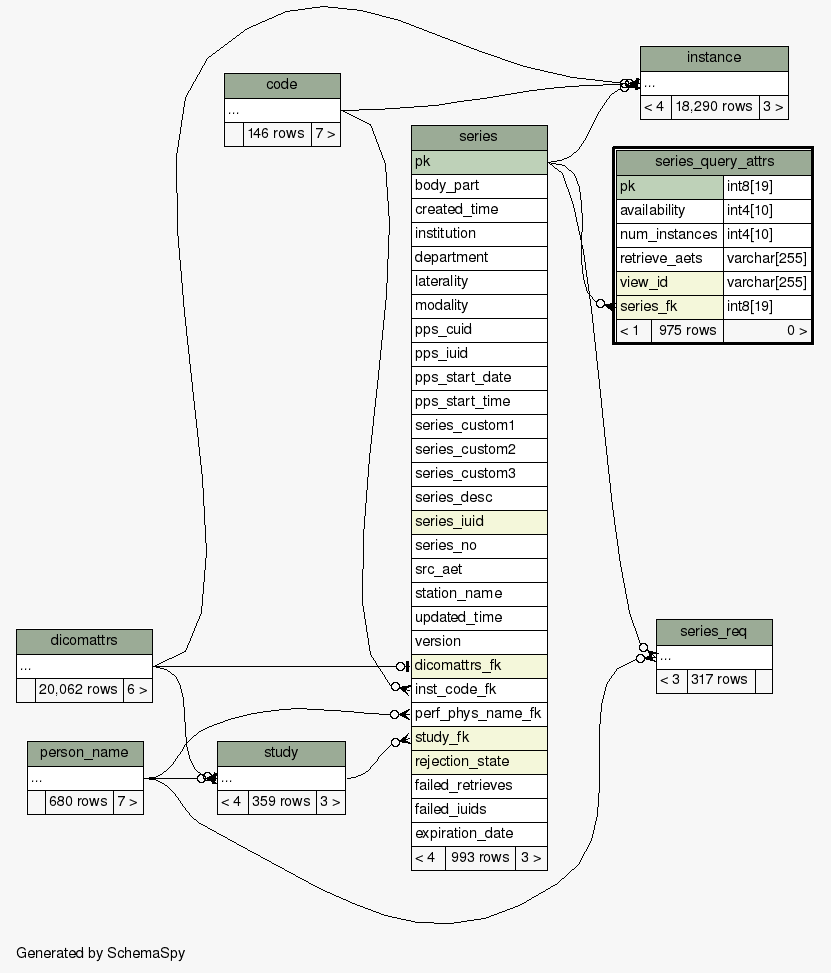 instance
...
< 4 18,290 rows 3 >
code
...
146 rows 7 >
series
pk
body_part
created_time
institution
department
laterality
modality
pps_cuid
pps_iuid
pps_start_date
pps_start_time
series_custom1
series_custom2
series_custom3
series_desc
series_iuid
series_no
src_aet
station_name
updated_time
version
dicomattrs_fk
inst_code_fk
perf_phys_name_fk
study_fk
rejection_state
failed_retrieves
failed_iuids
expiration_date
< 4 993 rows 3 >
series_query_attrs
pk int8[19]
availability int4[10]
num_instances int4[10]
retrieve_aets varchar[255]
view_id varchar[255]
series_fk int8[19]
< 1 975 rows 0 >
series_req
...
< 3 317 rows
dicomattrs
...
20,062 rows 6 >
person_name
...
680 rows 7 >
study
...
< 4 359 rows 3 >
Generated by SchemaSpy